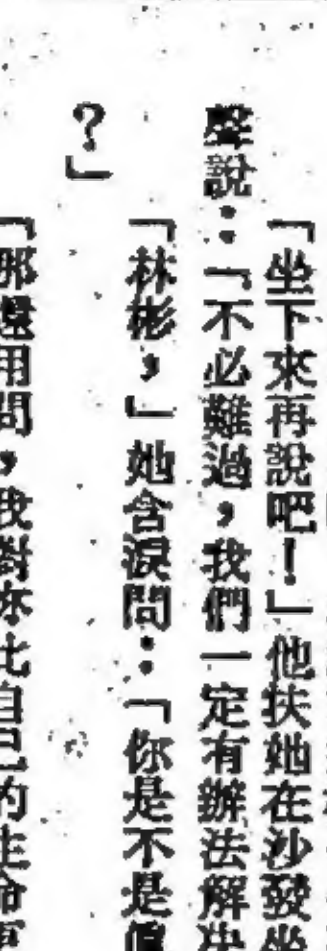 「坐下來再說吧！」他扶她在沙發坐
聲說：「不必難過，我們一定有辦法解決
「林彬，」她含淚問：「你是不是
？」
「那還用問，我對你比自己的生命更